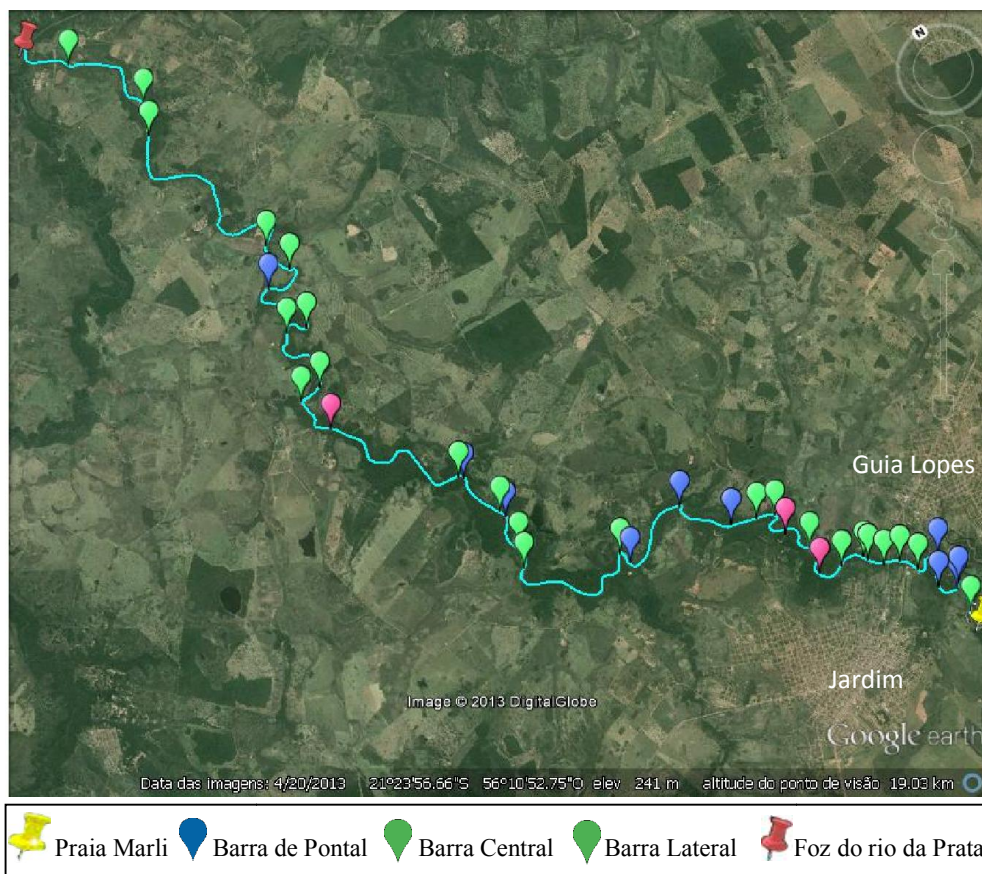 N
Guia Lopes
Jardim
Image © 2013 DigitalGlobe
Google earth
Data das imagens: 4/20/2013 21°23'56.66"S 56°10'52.75"O elev 241 m altitude do ponto de visão 19.03 km
Praia Marli Barra de Pontal Barra Central Barra Lateral Foz do rio da Prata